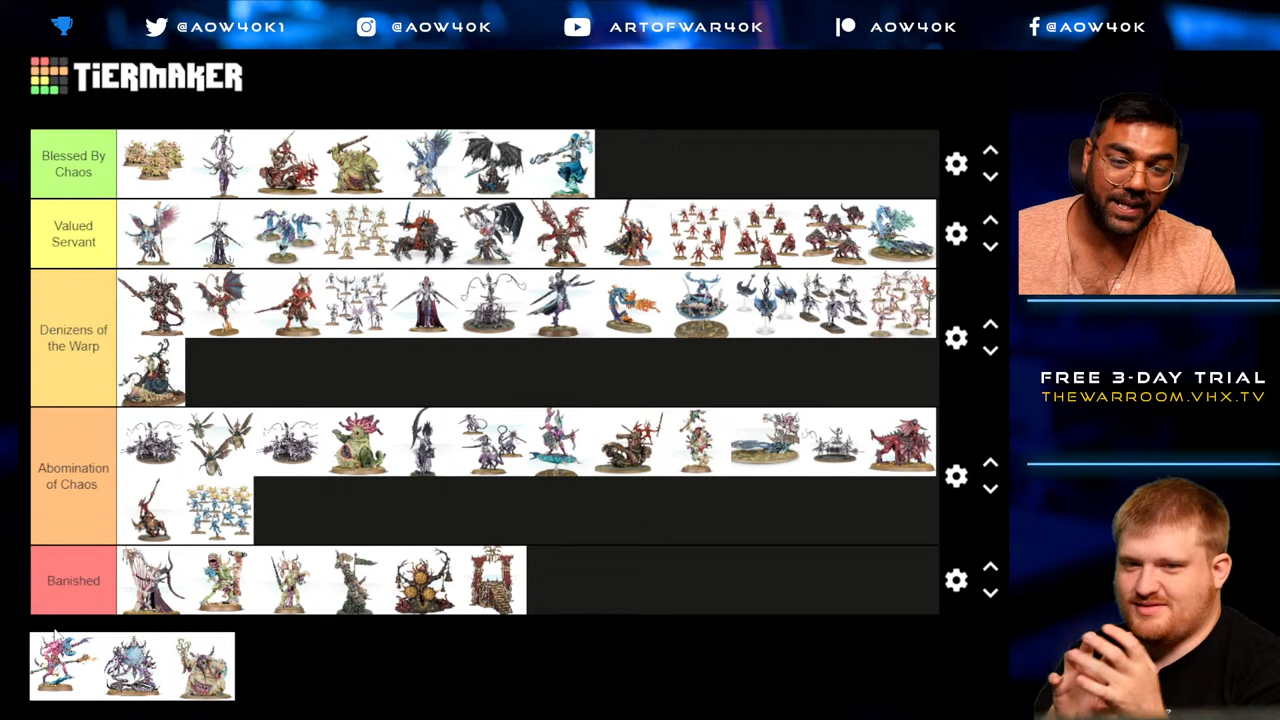 @AOW40K1
@AOW40K
ARTOFWAR40K
AOW40K
@AOW40K
TiERMAKER
Blessed By
Chaos
Valued
Servant
Denizens of
the Warp
Abomination
of Chaos
Banished
FREE 3-DAY TRIAL
THEWARROOM.VHX.TV